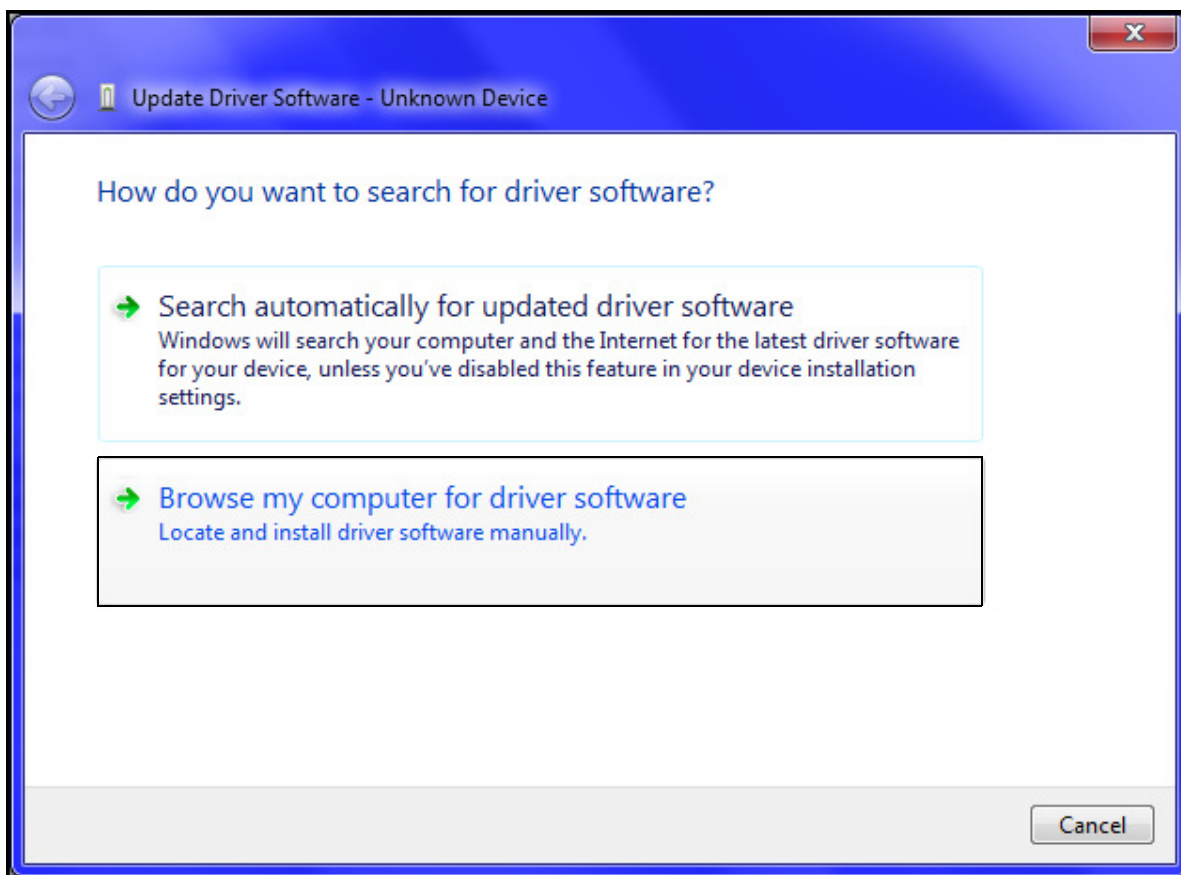 X
Update Driver Software - Unknown Device
How do you want to search for driver software?
Search automatically for updated driver software
Windows will search your computer and the Internet for the latest driver software
for your device, unless you've disabled this feature in your device installation
settings.
Browse my computer for driver software
Locate and install driver software manually.
Cancel